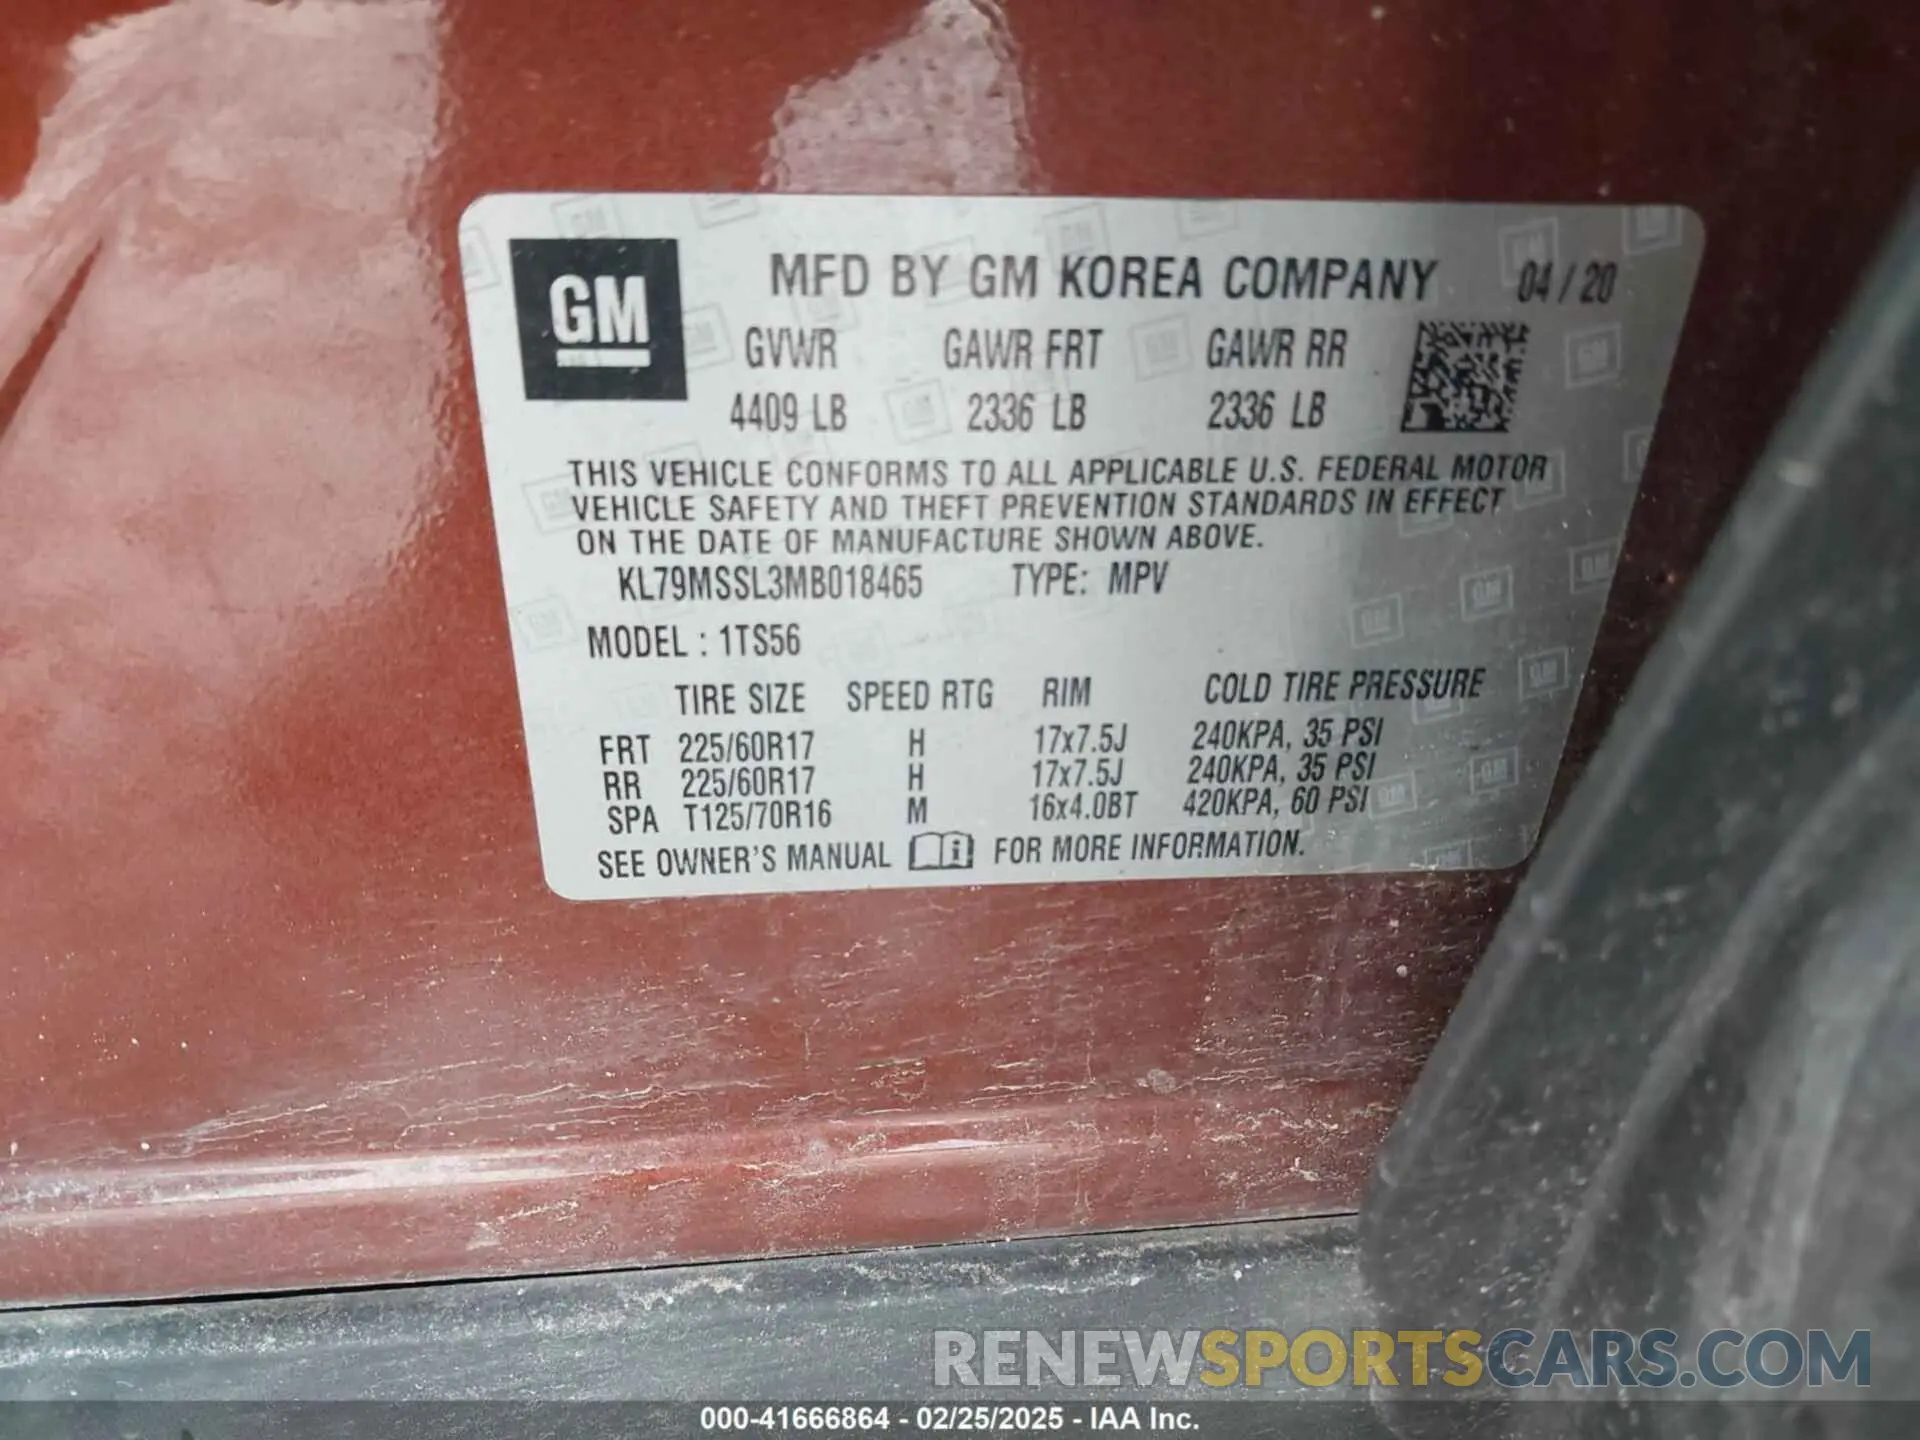 GM
MFD BY GM KOREA COMPANY 04/20
GVWR GAWR FRT GAWR RR
4409 LB 2336 LB 2336 LB
THIS VEHICLE CONFORMS TO ALL APPLICABLE U.S. FEDERAL MOTOR
VEHICLE SAFETY AND THEFT PREVENTION STANDARDS IN EFFECT
ON THE DATE OF MANUFACTURE SHOWN ABOVE.
KL79MSSL3MB018465 TYPE: MPV
MODEL : 1TS56
TIRE SIZE SPEED RTG RIM COLD TIRE PRESSURE
FRT 225/60R17 H 17x7.5J 240KPA, 35 PSI
RR 225/60R17 H 17x7.5J 240KPA, 35 PSI
SPA T125/70R16 M 16x4.0BT 420KPA, 60 PSI
SEE OWNER'S MANUAL FOR MORE INFORMATION.
RENEWSPORTSCARS.COM
000-41666864 - 02/25/2025 - IAA Inc.